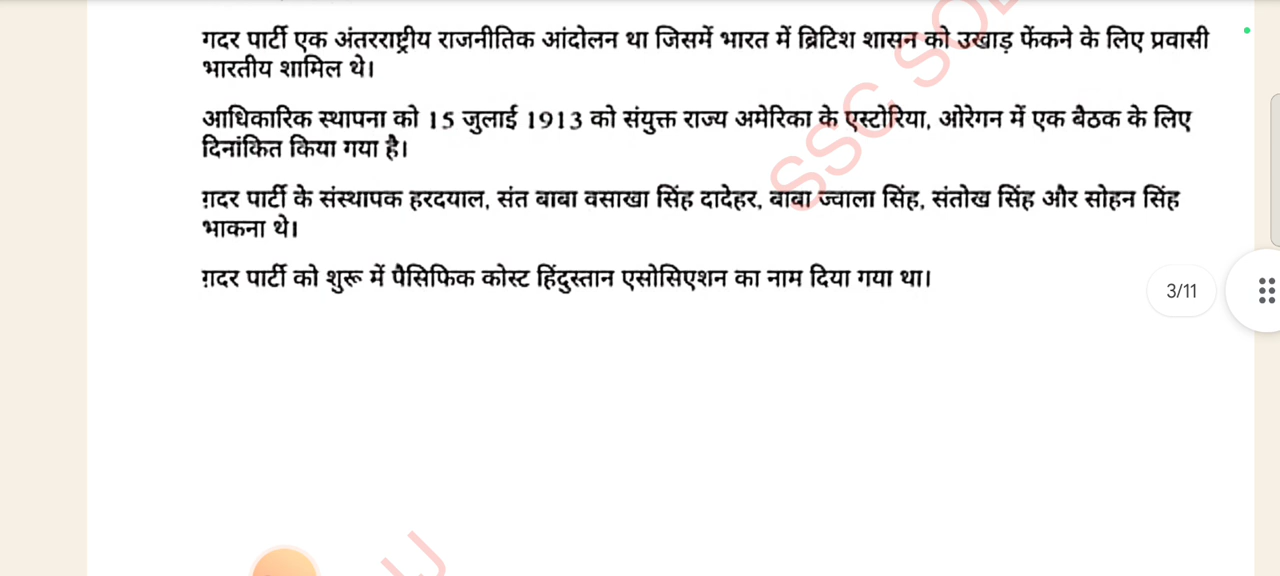 गदर पार्टी एक अंतरराष्ट्रीय राजनीतिक आंदोलन था जिसमें भारत में ब्रिटिश शासन को उखाड़ फेंकने के लिए प्रवासी
भारतीय शामिल थे।
आधिकारिक स्थापना को 15 जुलाई 1913 को संयुक्त राज्य अमेरिका के एस्टोरिया, ओरेगन में एक बैठक के लिए
दिनांकित किया गया है।
ग़दर पार्टी के संस्थापक हरदयाल, संत बाबा वसाखा सिंह दादेहर, बाबा ज्वाला सिंह, संतोख सिंह और सोहन सिंह
भाकना थे।
ग़दर पार्टी को शुरू में पैसिफिक कोस्ट हिंदुस्तान एसोसिएशन का नाम दिया गया था।
3/11
SSC